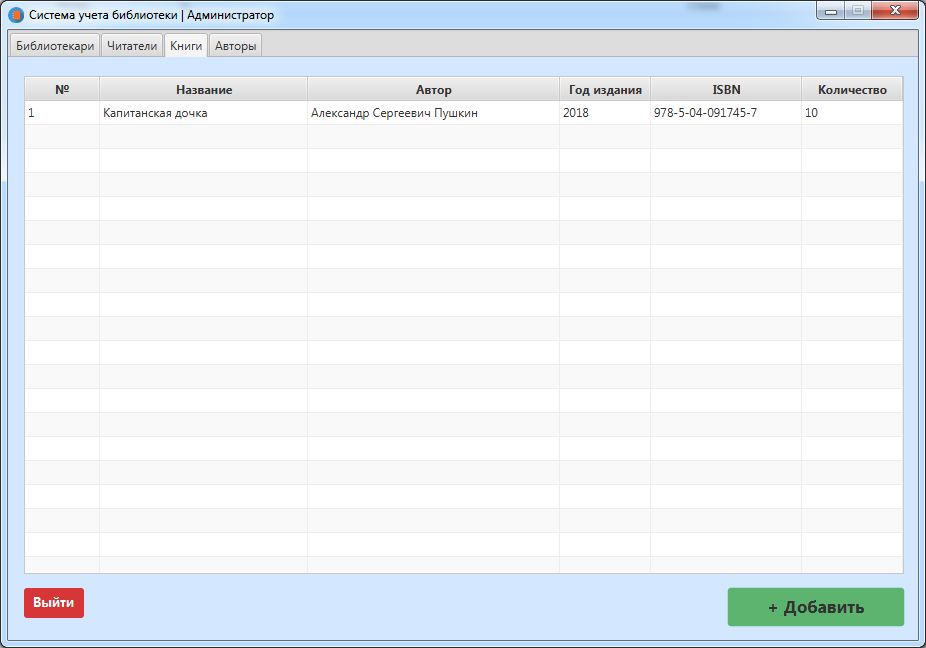 Система учета библиотеки | Администратор
Библиотекари Читатели Книги Авторы
№ Название Автор Год издания ISBN Количество
1 Капитанская дочка Александр Сергеевич Пушкин 2018 978-5-04-091745-7 10
Выйти + Добавить